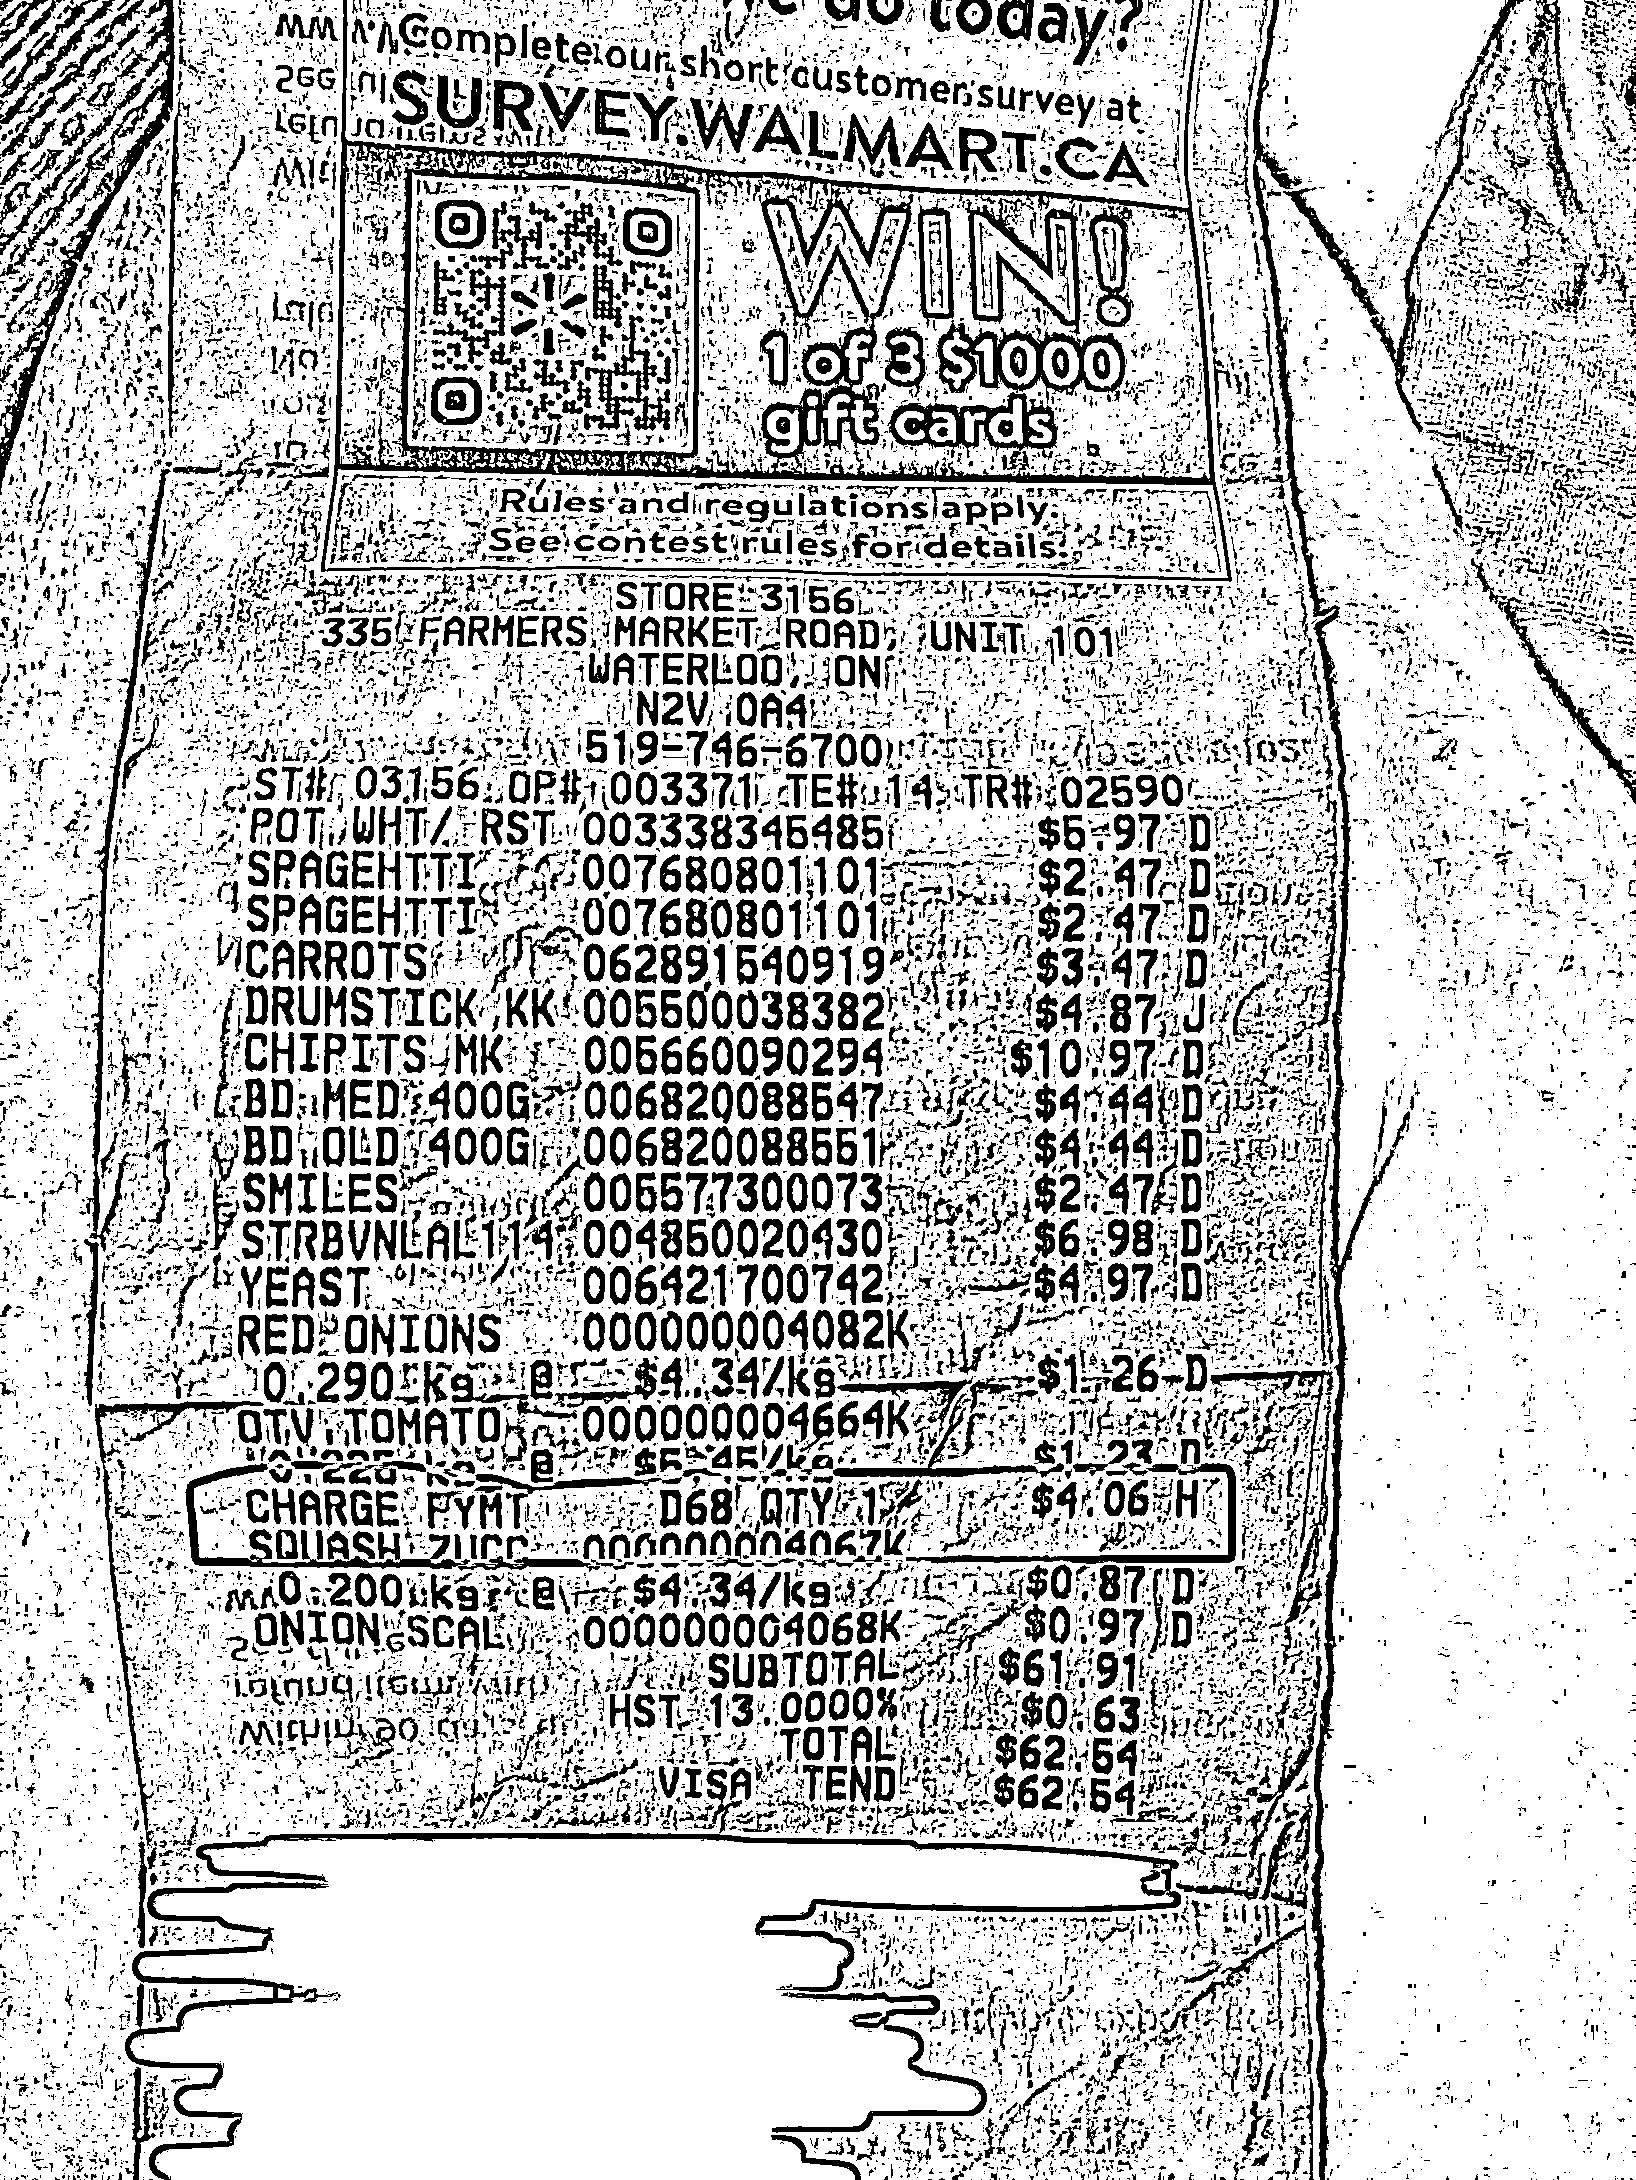 we do today?
Complete our short customer survey at
SURVEY.WALMART.CA
WIN!
1 of 3 $1000
gift cards
Rules and regulations apply.
See contest rules for details.
STORE 3156
335 FARMERS MARKET ROAD, UNIT 101
WATERLOO, ON
N2V 0A4
519-746-6700
ST# 03156 OP# 003371 TE# 14 TR# 02590
POT WHT/ RST 003338345485 $5.97 D
SPAGEHTTI 007680801101 $2.47 D
SPAGEHTTI 007680801101 $2.47 D
CARROTS 062891540919 $3.47 D
DRUMSTICK KK 005500038382 $4.87 J
CHIPITS MK 005660090294 $10.97 D
BD MED 400G 006820088547 $4.44 D
BD OLD 400G 006820088551 $4.44 D
SMILES 005577300073 $2.47 D
STRBVNLAL114 004850020430 $6.98 D
YEAST 006421700742 $4.97 D
RED ONIONS 000000004082K
0.290 kg @ $4.34/kg $1.26 D
OTV TOMATO 000000004664K
0.225 kg @ $5.45/kg $1.23 D
CHARGE PYMT D68 QTY 1 $4.06 H
SQUASH ZUCC 000000004067K
0.200 kg @ $4.34/kg $0.87 D
ONION SCAL 000000004068K $0.97 D
SUBTOTAL $61.91
HST 13.0000% $0.63
TOTAL $62.54
VISA TEND $62.54